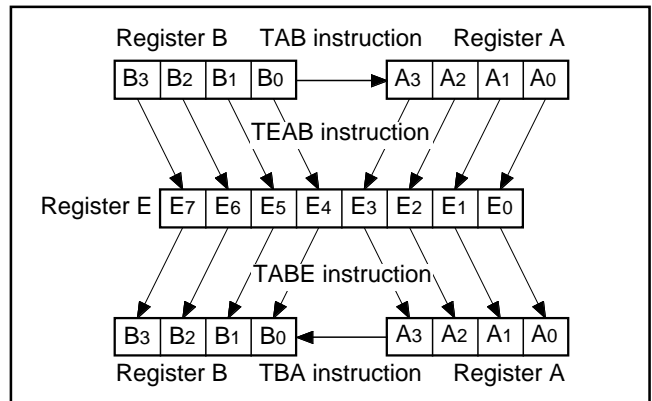 Register B TAB instruction Register A
B3 B2 B1 B0 A3 A2 A1 A0
TEAB instruction
Register E E7 E6 E5 E4 E3 E2 E1 E0
TABE instruction
B3 B2 B1 B0 A3 A2 A1 A0
Register B TBA instruction Register A